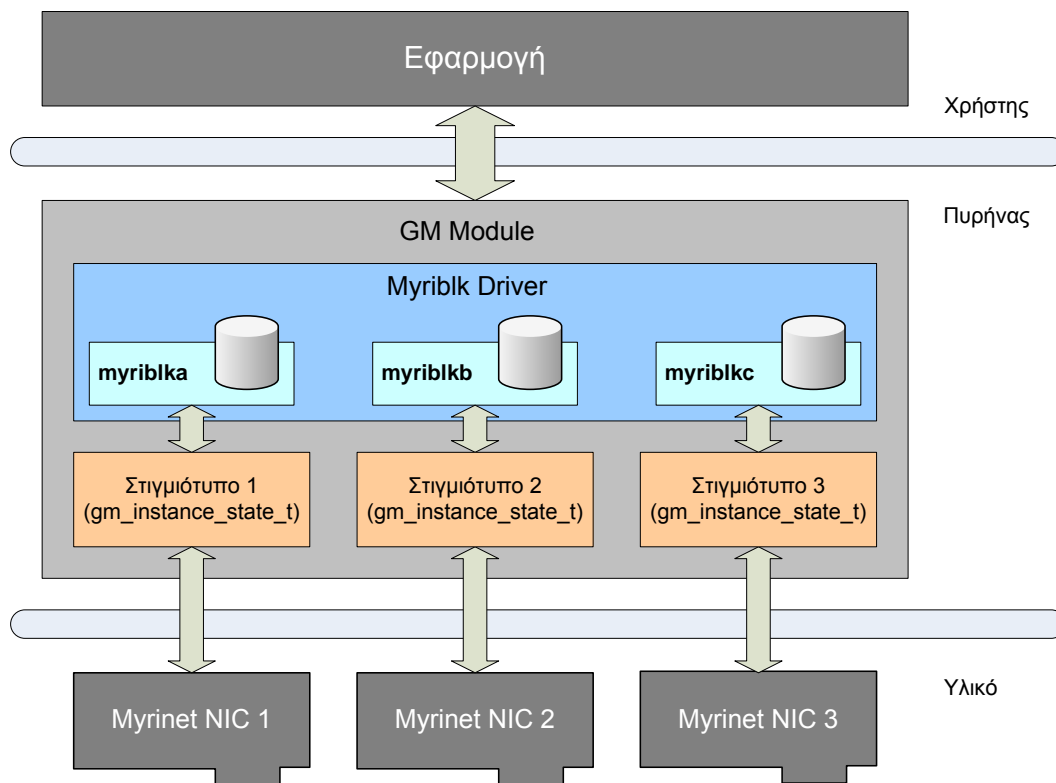 Εφαρμογή
Χρήστης
Πυρήνας
GM Module
Myriblk Driver
myriblka
myriblkb
myriblkc
Στιγμιότυπο 1
(gm_instance_state_t)
Στιγμιότυπο 2
(gm_instance_state_t)
Στιγμιότυπο 3
(gm_instance_state_t)
Υλικό
Myrinet NIC 1
Myrinet NIC 2
Myrinet NIC 3